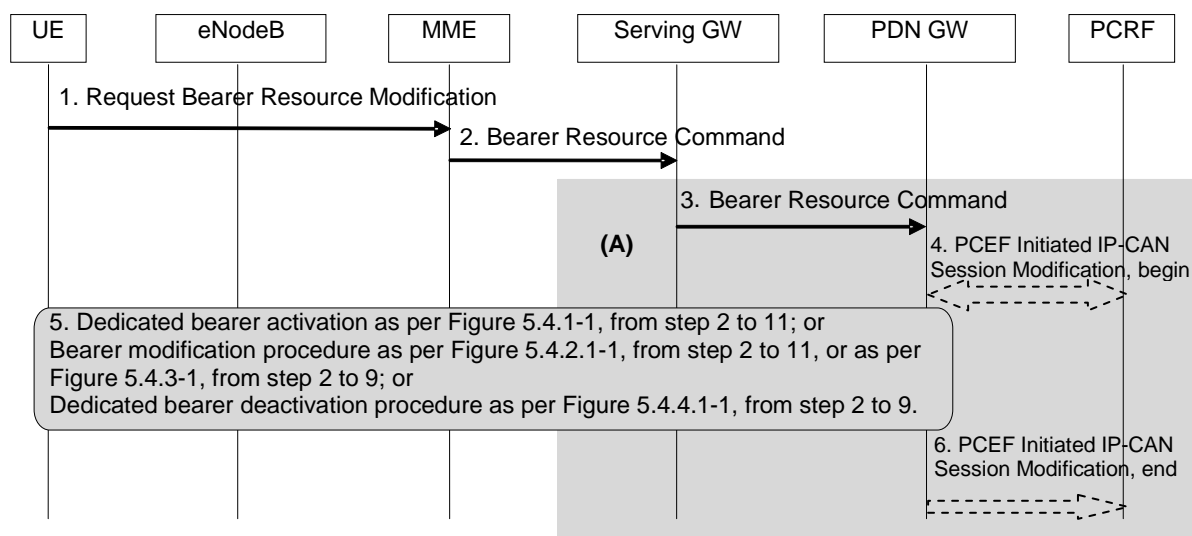 UE
eNodeB
MME
Serving GW
PDN GW
PCRF
1. Request Bearer Resource Modification
2. Bearer Resource Command
3. Bearer Resource Command
(A)
4. PCEF Initiated IP-CAN
Session Modification, begin
5. Dedicated bearer activation as per Figure 5.4.1-1, from step 2 to 11; or
Bearer modification procedure as per Figure 5.4.2.1-1, from step 2 to 11, or as per
Figure 5.4.3-1, from step 2 to 9; or
Dedicated bearer deactivation procedure as per Figure 5.4.4.1-1, from step 2 to 9.
6. PCEF Initiated IP-CAN
Session Modification, end